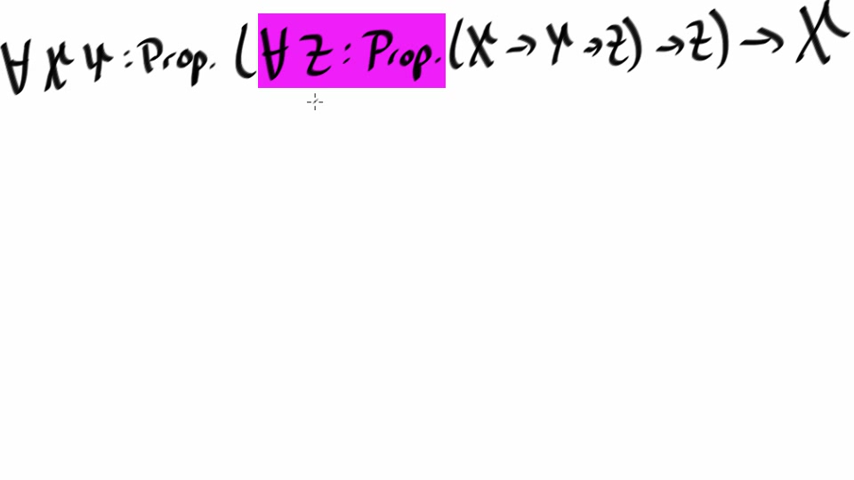 ∀ X Y : Prop. (∀ Z : Prop. (X → Y → Z) → Z) → X